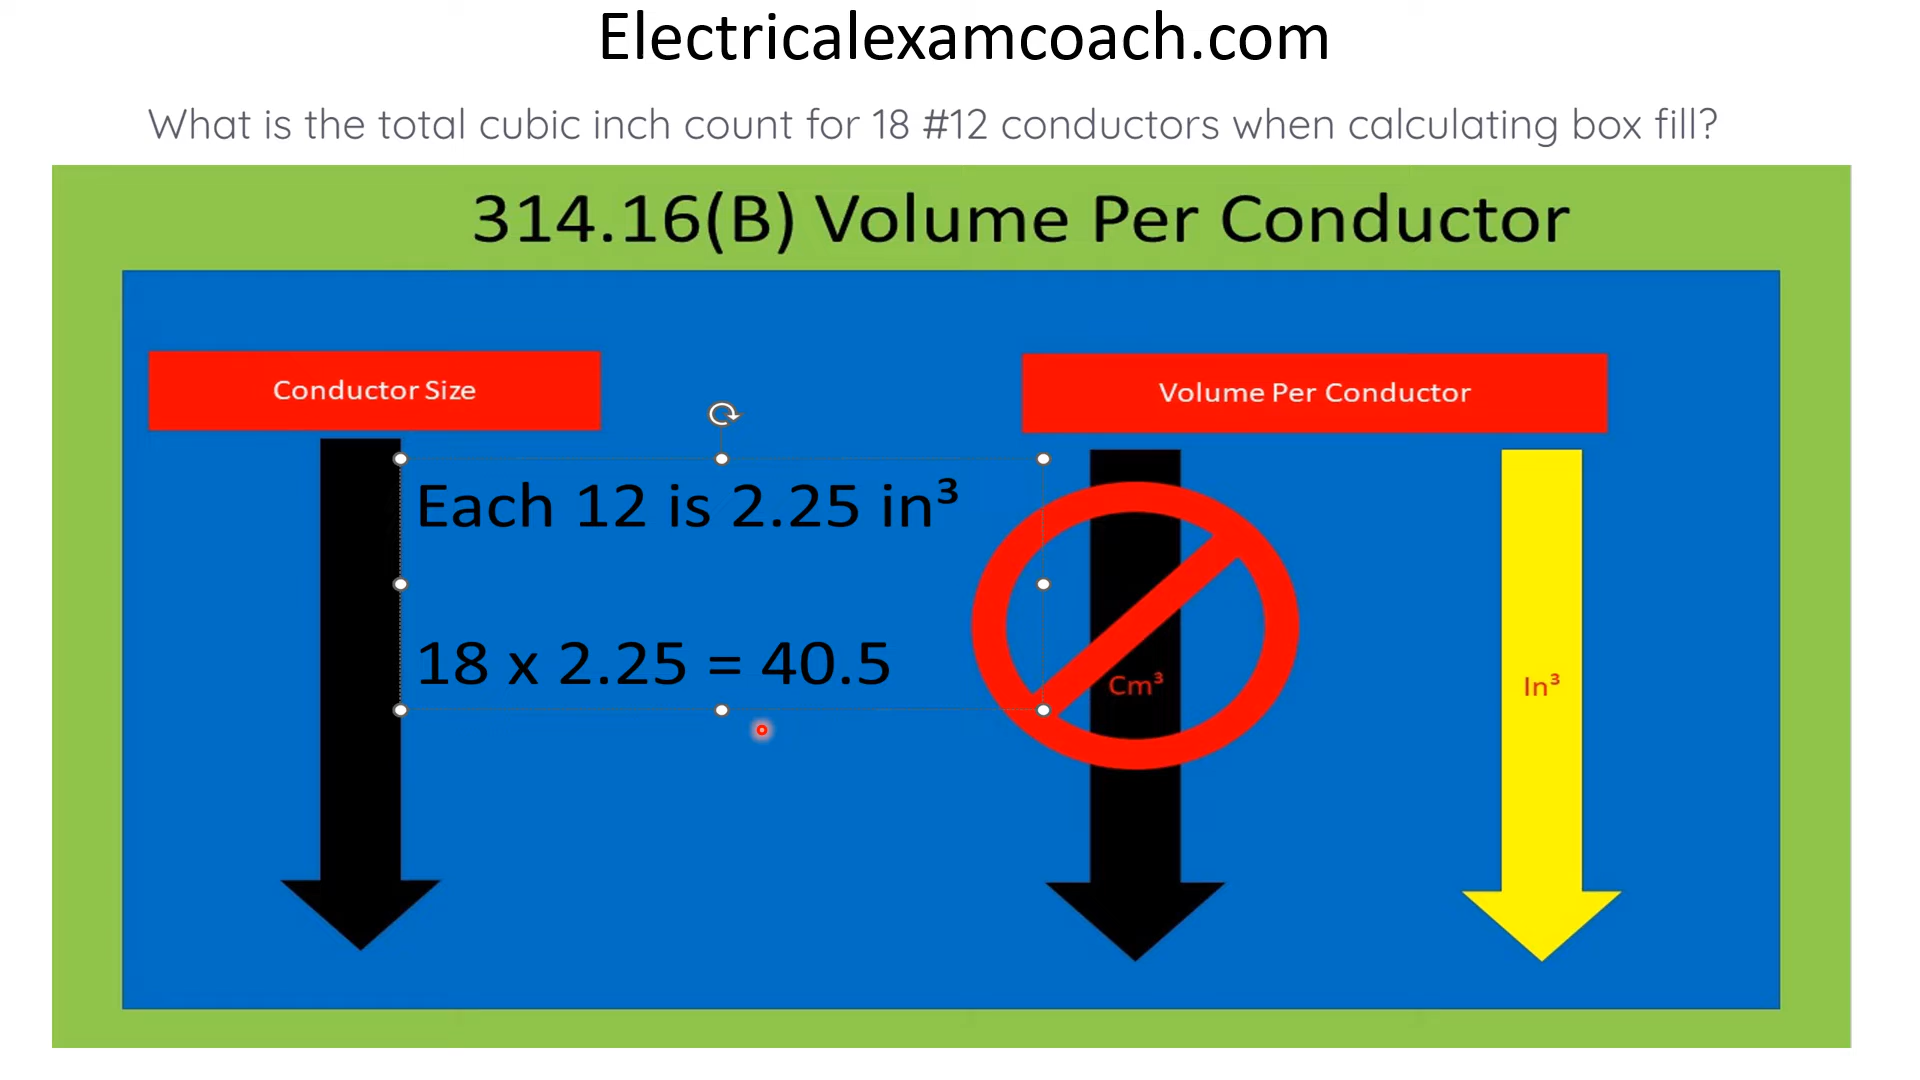 Electricalexamcoach.com
What is the total cubic inch count for 18 #12 conductors when calculating box fill?
314.16(B) Volume Per Conductor
Conductor Size
Volume Per Conductor
Each 12 is 2.25 in³
18 x 2.25 = 40.5
Cm³
In³